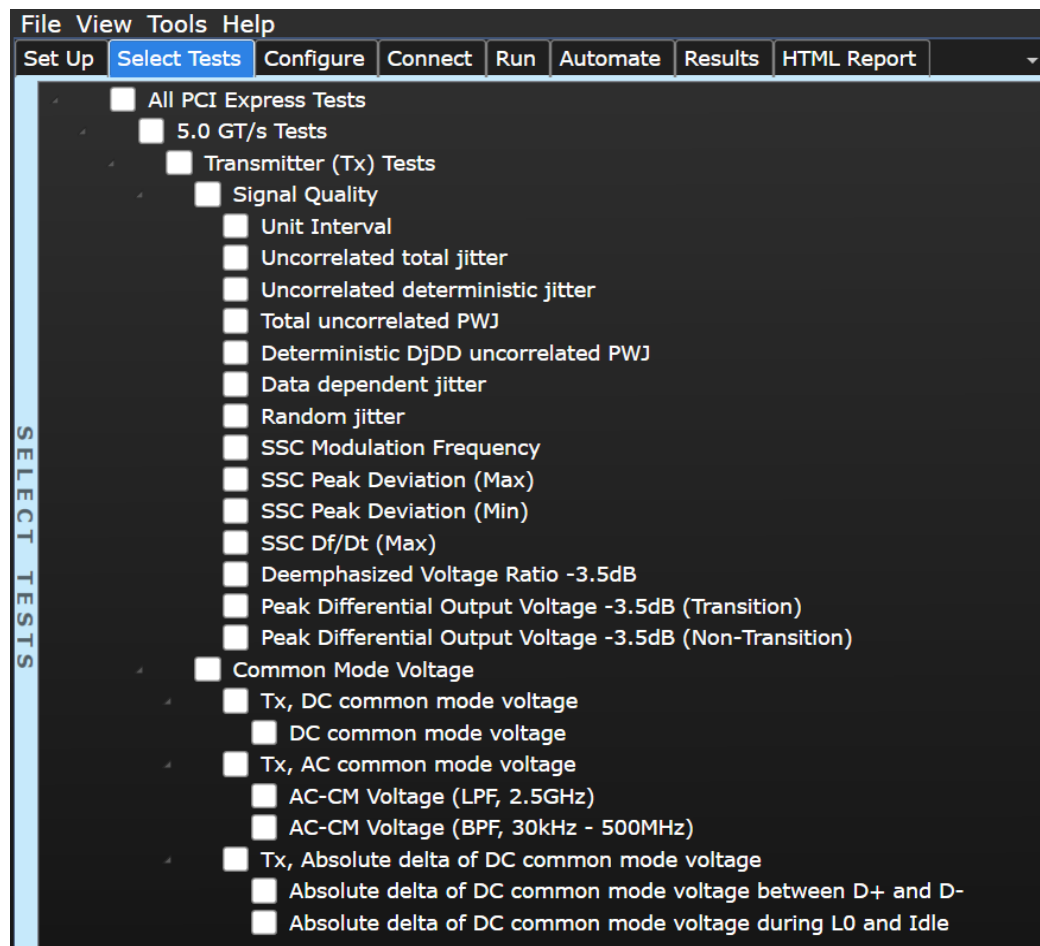 File View Tools Help
Set Up Select Tests Configure Connect Run Automate Results HTML Report
All PCI Express Tests
5.0 GT/s Tests
Transmitter (Tx) Tests
Signal Quality
Unit Interval
Uncorrelated total jitter
Uncorrelated deterministic jitter
Total uncorrelated PWJ
Deterministic DjDD uncorrelated PWJ
Data dependent jitter
Random jitter
SSC Modulation Frequency
SSC Peak Deviation (Max)
SSC Peak Deviation (Min)
SSC Df/Dt (Max)
Deemphasized Voltage Ratio -3.5dB
Peak Differential Output Voltage -3.5dB (Transition)
Peak Differential Output Voltage -3.5dB (Non-Transition)
Common Mode Voltage
Tx, DC common mode voltage
DC common mode voltage
Tx, AC common mode voltage
AC-CM Voltage (LPF, 2.5GHz)
AC-CM Voltage (BPF, 30kHz - 500MHz)
Tx, Absolute delta of DC common mode voltage
Absolute delta of DC common mode voltage between D+ and D-
Absolute delta of DC common mode voltage during L0 and Idle
SELECT TESTS